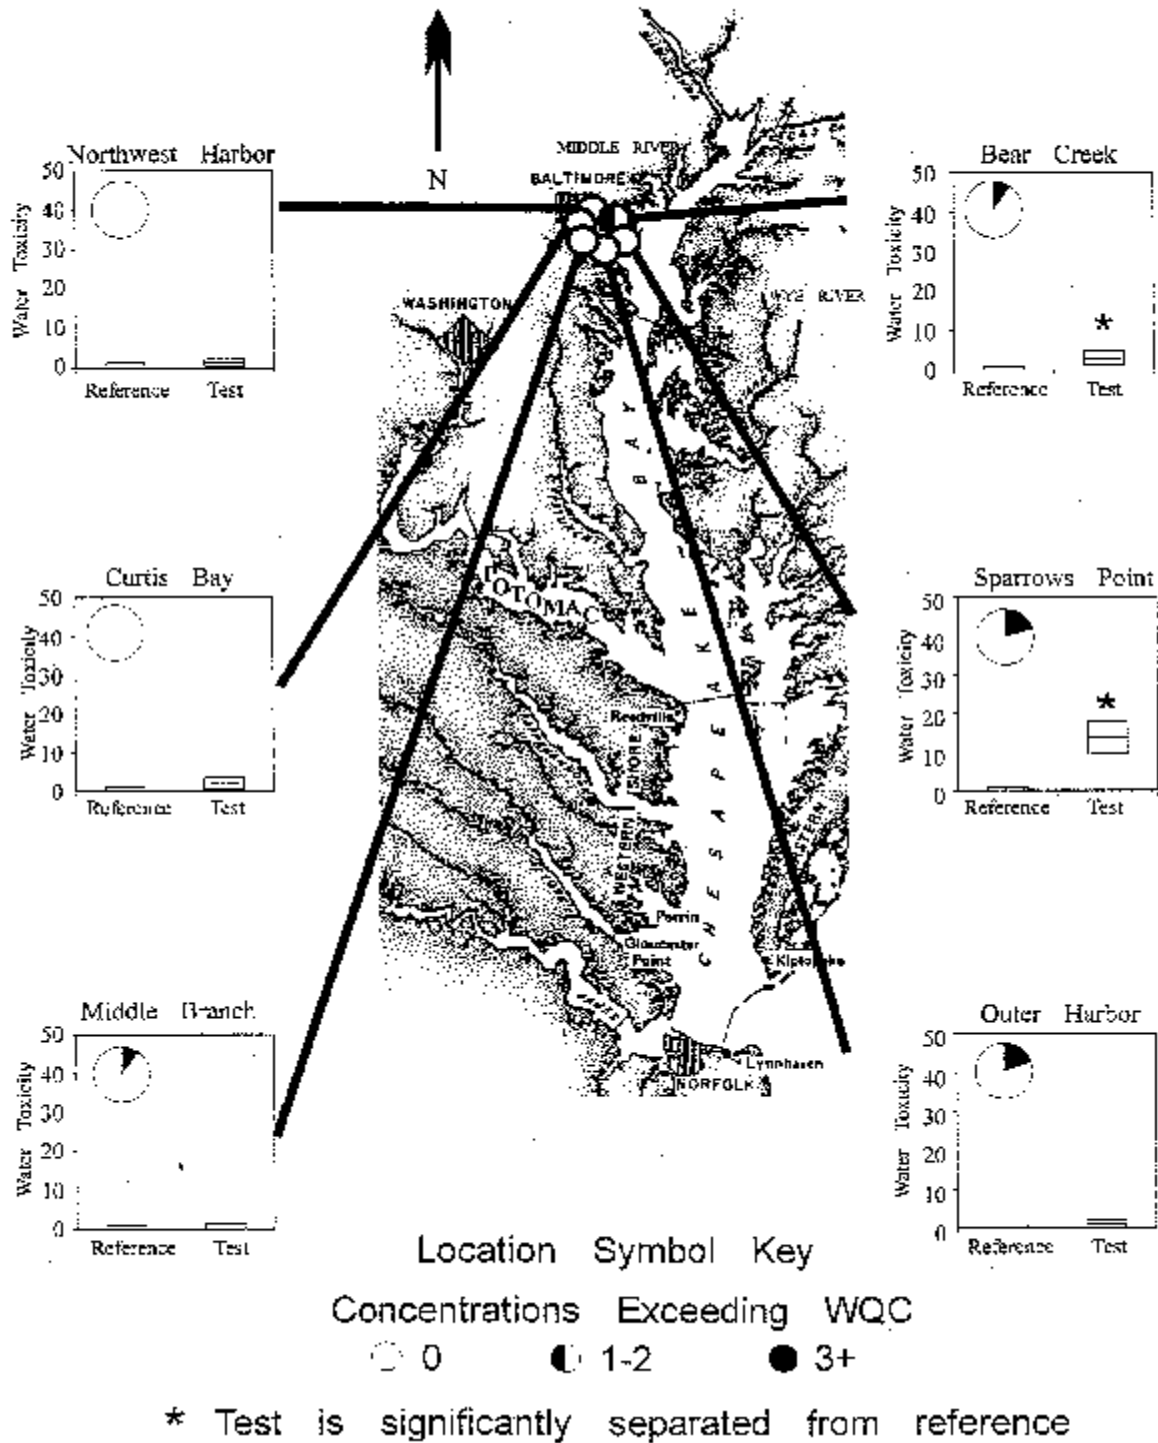 N
Northwest Harbor
Water Toxicity
50
40
30
20
10
0
Reference Test
Bear Creek
Water Toxicity
50
40
30
20
10
0
*
Reference Test
MIDDLE RIVER
BALTIMORE
WASHINGTON
WYE RIVER
POTOMAC
CHESAPEAKE BAY
Reedville
WESTERN SHORE
EASTERN
Perrin
Gloucester
Point
Kiptopeke
Lynnhaven
NORFOLK
Curtis Bay
Water Toxicity
50
40
30
20
10
0
Reference Test
Sparrows Point
Water Toxicity
50
40
30
20
10
0
*
Reference Test
Middle Branch
Water Toxicity
50
40
30
20
10
0
Reference Test
Outer Harbor
Water Toxicity
50
40
30
20
10
0
Reference Test
Location Symbol Key
Concentrations Exceeding WQC
0 1-2 3+
* Test is significantly separated from reference